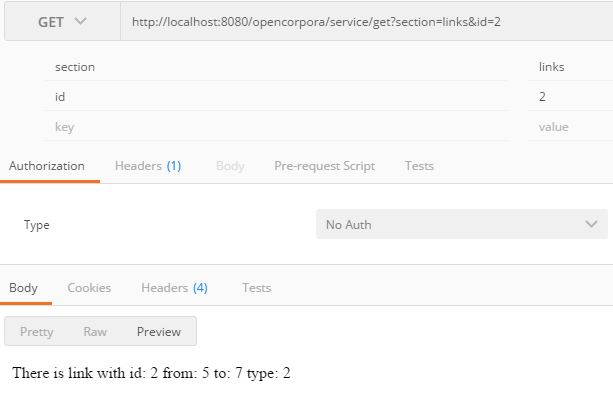 GET http://localhost:8080/opencorpora/service/get?section=links&id=2
section links
id 2
key value
Authorization Headers (1) Body Pre-request Script Tests
Type No Auth
Body Cookies Headers (4) Tests
Pretty Raw Preview
There is link with id: 2 from: 5 to: 7 type: 2